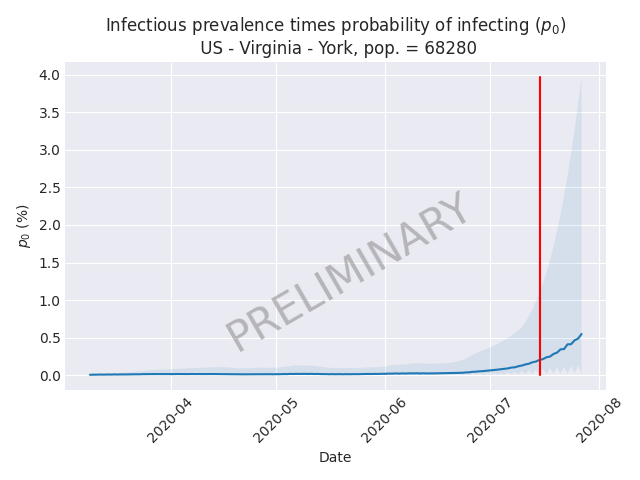 Infectious prevalence times probability of infecting (p₀)
US - Virginia - York, pop. = 68280
4.0
3.5
3.0
2.5
2.0
1.5
1.0
0.5
0.0
p₀ (%)
PRELIMINARY
2020-04
2020-05
2020-06
2020-07
2020-08
Date